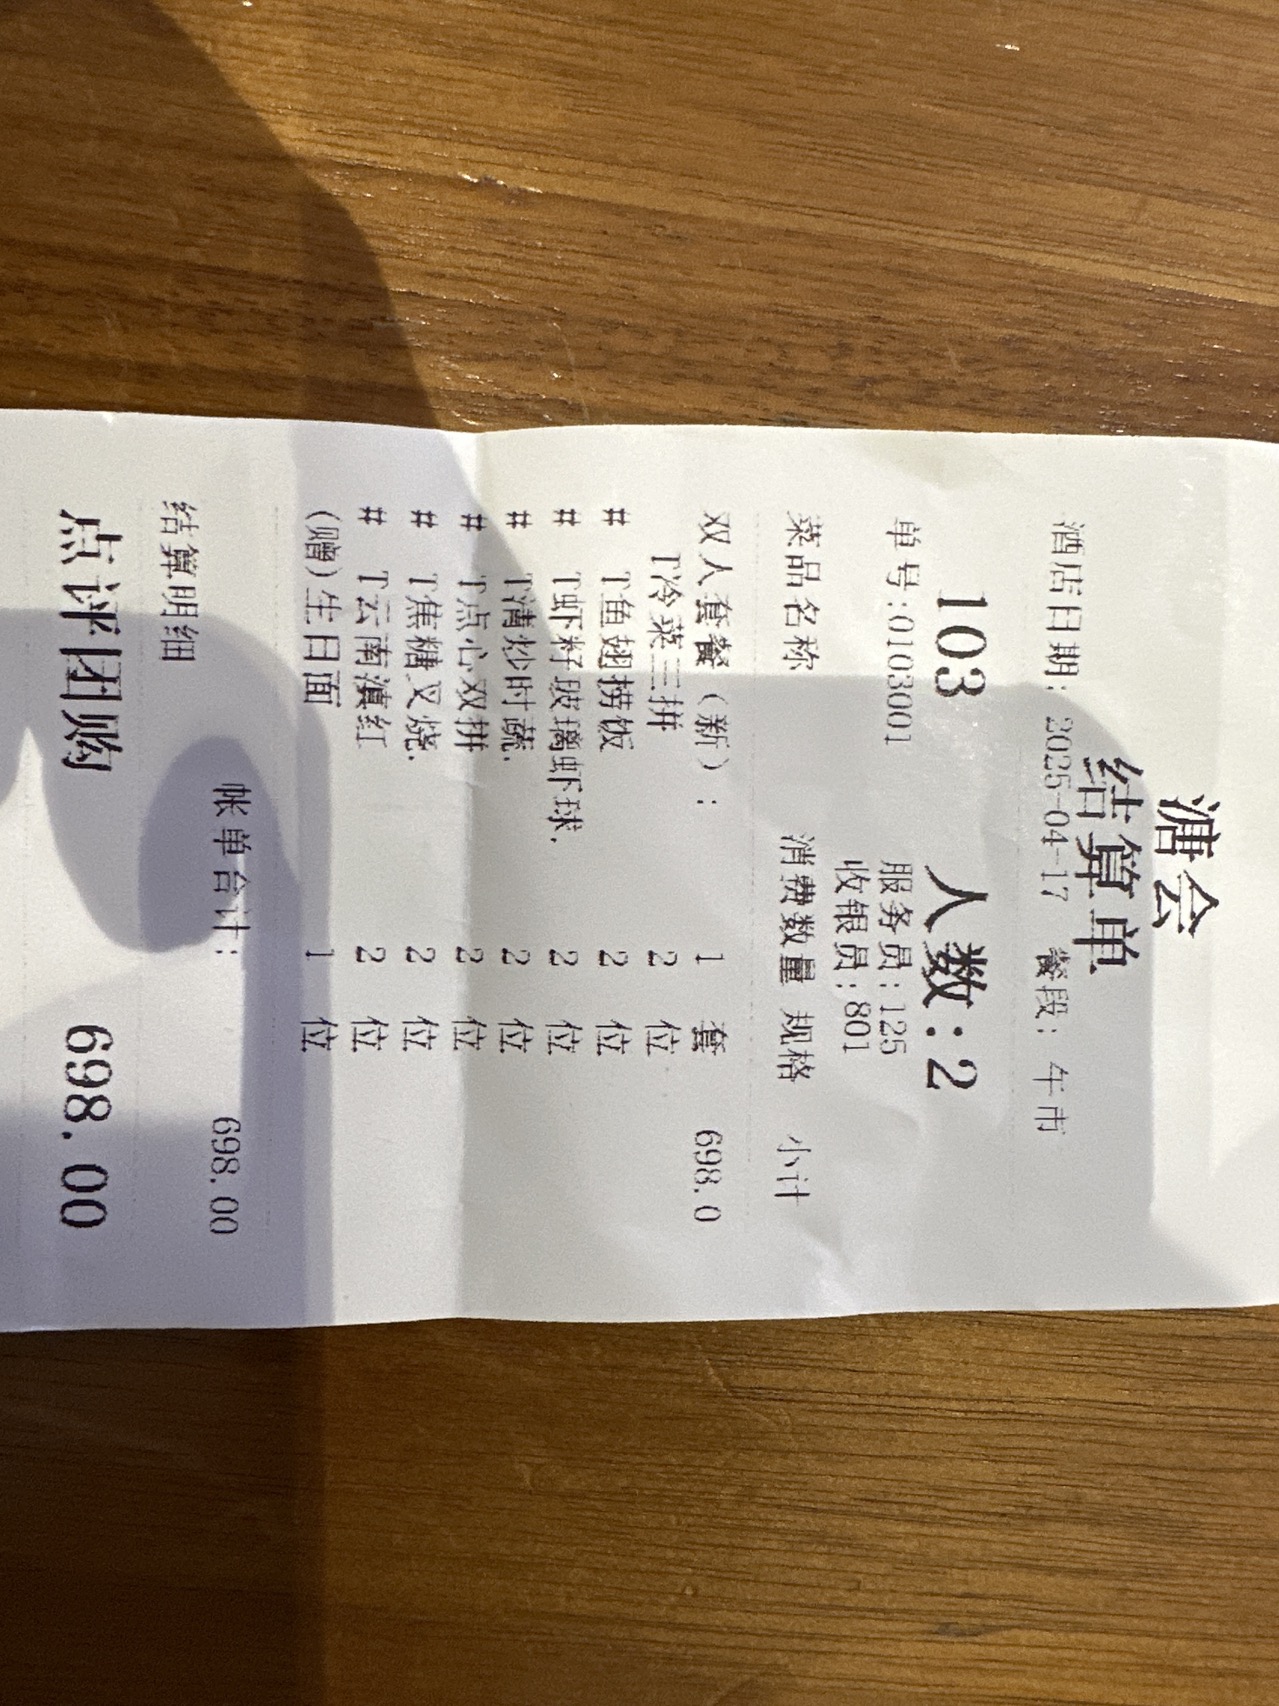 溏会
结算单
酒店日期: 2025-04-17 餐段: 午市
103 人数:2
单号:0103001 服务员:125
收银员:801
菜品名称 消费数量 规格 小计
双人套餐（新）: 1 套 698.0
T冷菜三拼 2 位
# T鱼翅捞饭 2 位
# T虾籽玻璃虾球. 2 位
# T清炒时蔬. 2 位
# T点心双拼 2 位
# T焦糖叉烧. 2 位
# T云南滇红 2 位
(赠)生日面 1 位
帐单合计: 698.00
结算明细
点评团购 698.00